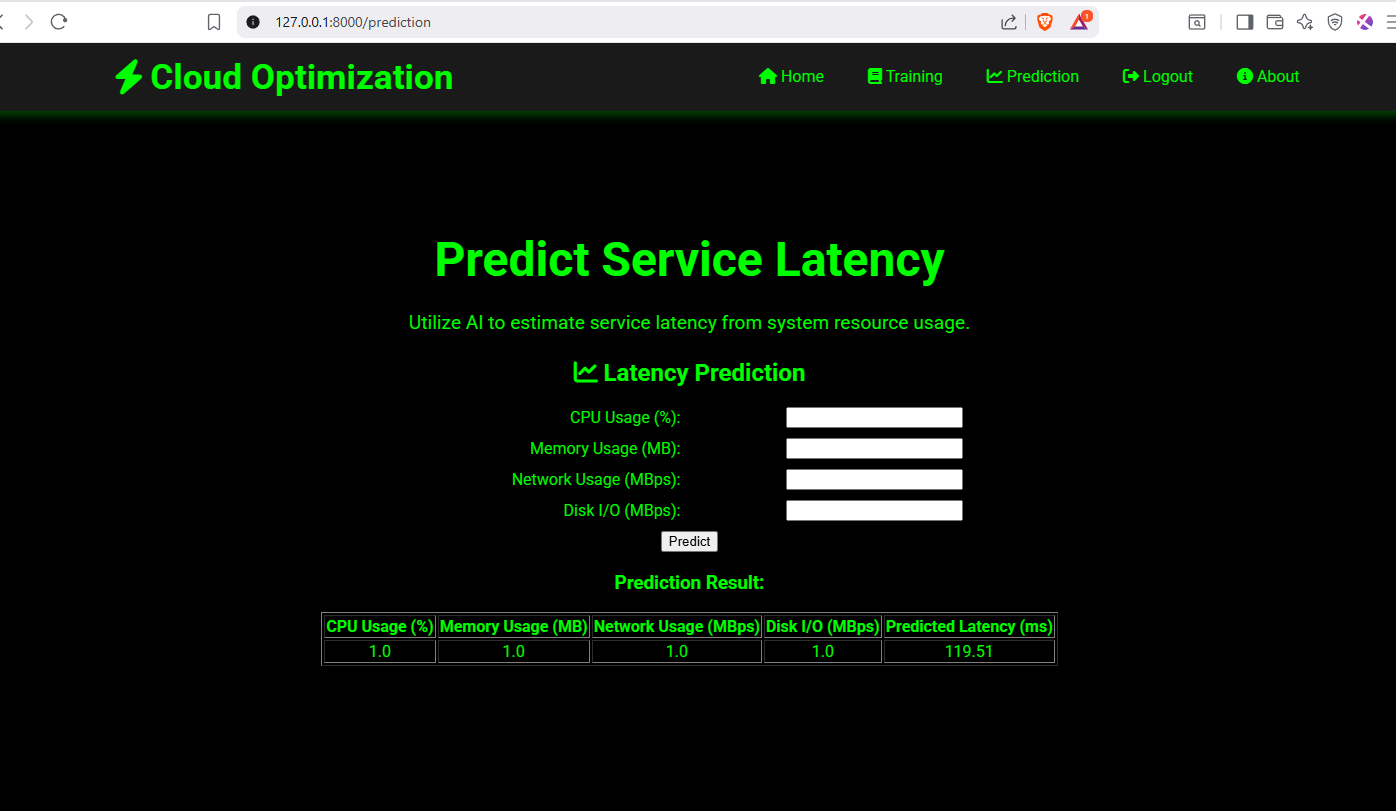 127.0.0.1:8000/prediction
1
Cloud Optimization
Home Training Prediction Logout About
Predict Service Latency
Utilize AI to estimate service latency from system resource usage.
Latency Prediction
CPU Usage (%):
Memory Usage (MB):
Network Usage (MBps):
Disk I/O (MBps):
Predict
Prediction Result:
CPU Usage (%) Memory Usage (MB) Network Usage (MBps) Disk I/O (MBps) Predicted Latency (ms)
1.0 1.0 1.0 1.0 119.51